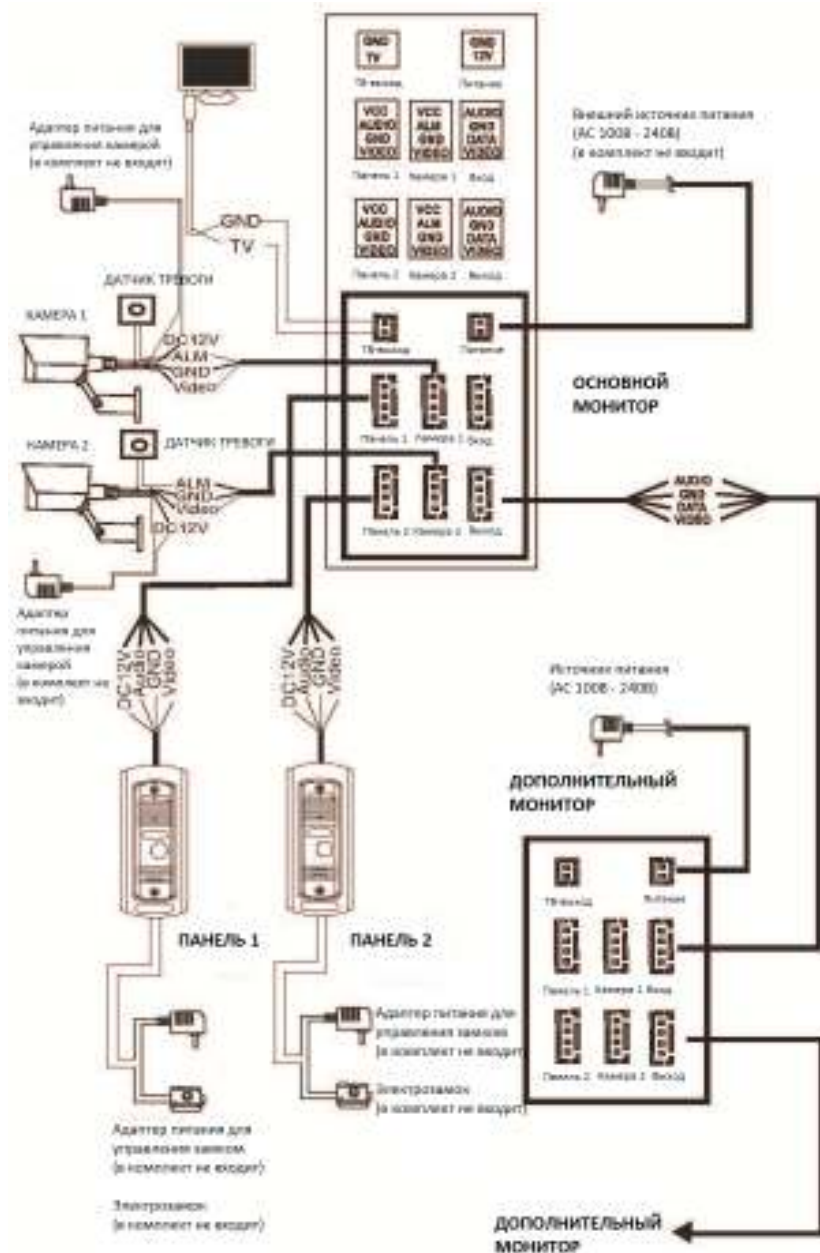 GND
TV
GND
12V
ТВ-выход
Питание
VCC
AUDIO
GND
VIDEO
VCC
ALM
GND
VIDEO
AUDIO
GND
DATA
VIDEO
Панель 1
Камера 1
Вход
VCC
AUDIO
GND
VIDEO
VCC
ALM
GND
VIDEO
AUDIO
GND
DATA
VIDEO
Панель 2
Камера 2
Выход
Адаптер питания для
управления камерой
(в комплект не входит)
Внешний источник питания
(AC 100В - 240В)
(в комплект не входит)
GND
TV
ДАТЧИК ТРЕВОГИ
КАМЕРА 1
DC12V
ALM
GND
Video
ТВ-выход
Питание
Панель 1
Камера 1
Вход
ОСНОВНОЙ
МОНИТОР
КАМЕРА 2
ДАТЧИК ТРЕВОГИ
ALM
GND
Video
DC12V
Панель 2
Камера 2
Выход
AUDIO
GND
DATA
VIDEO
Адаптер
питания для
управления
камерой
(в комплект не
входит)
DC12V
Audio
GND
Video
DC12V
Audio
GND
Video
Источник питания
(AC 100В - 240В)
ДОПОЛНИТЕЛЬНЫЙ
МОНИТОР
ТВ-выход
Питание
Панель 1
Камера 1
Вход
Панель 2
Камера 2
Выход
ПАНЕЛЬ 1
ПАНЕЛЬ 2
Адаптер питания для
управления замком
(в комплект не входит)
Электрозамок
(в комплект не входит)
Адаптер питания для
управления замком
(в комплект не входит)
Электрозамок
(в комплект не входит)
ДОПОЛНИТЕЛЬНЫЙ
МОНИТОР